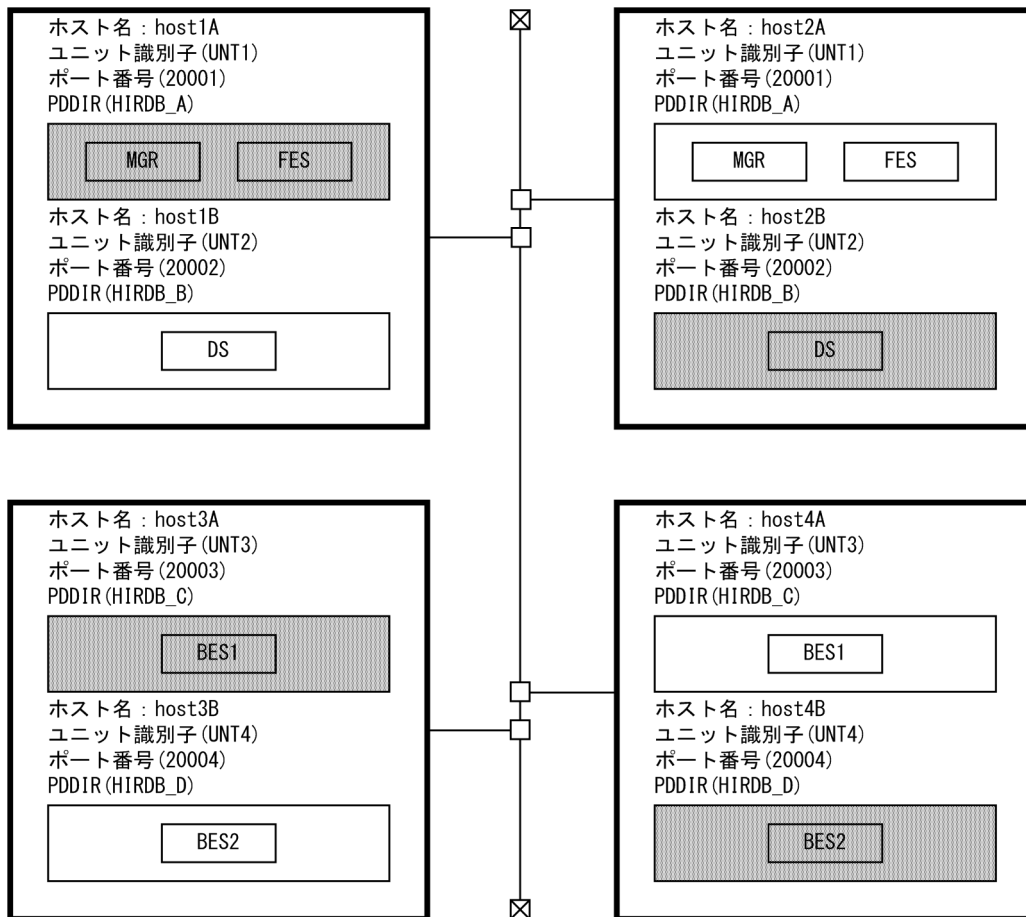 ホスト名：host1A
ユニット識別子(UNT1)
ポート番号(20001)
PDDIR(HIRDB_A)
MGR FES
ホスト名：host1B
ユニット識別子(UNT2)
ポート番号(20002)
PDDIR(HIRDB_B)
DS
ホスト名：host2A
ユニット識別子(UNT1)
ポート番号(20001)
PDDIR(HIRDB_A)
MGR FES
ホスト名：host2B
ユニット識別子(UNT2)
ポート番号(20002)
PDDIR(HIRDB_B)
DS
ホスト名：host3A
ユニット識別子(UNT3)
ポート番号(20003)
PDDIR(HIRDB_C)
BES1
ホスト名：host3B
ユニット識別子(UNT4)
ポート番号(20004)
PDDIR(HIRDB_D)
BES2
ホスト名：host4A
ユニット識別子(UNT3)
ポート番号(20003)
PDDIR(HIRDB_C)
BES1
ホスト名：host4B
ユニット識別子(UNT4)
ポート番号(20004)
PDDIR(HIRDB_D)
BES2